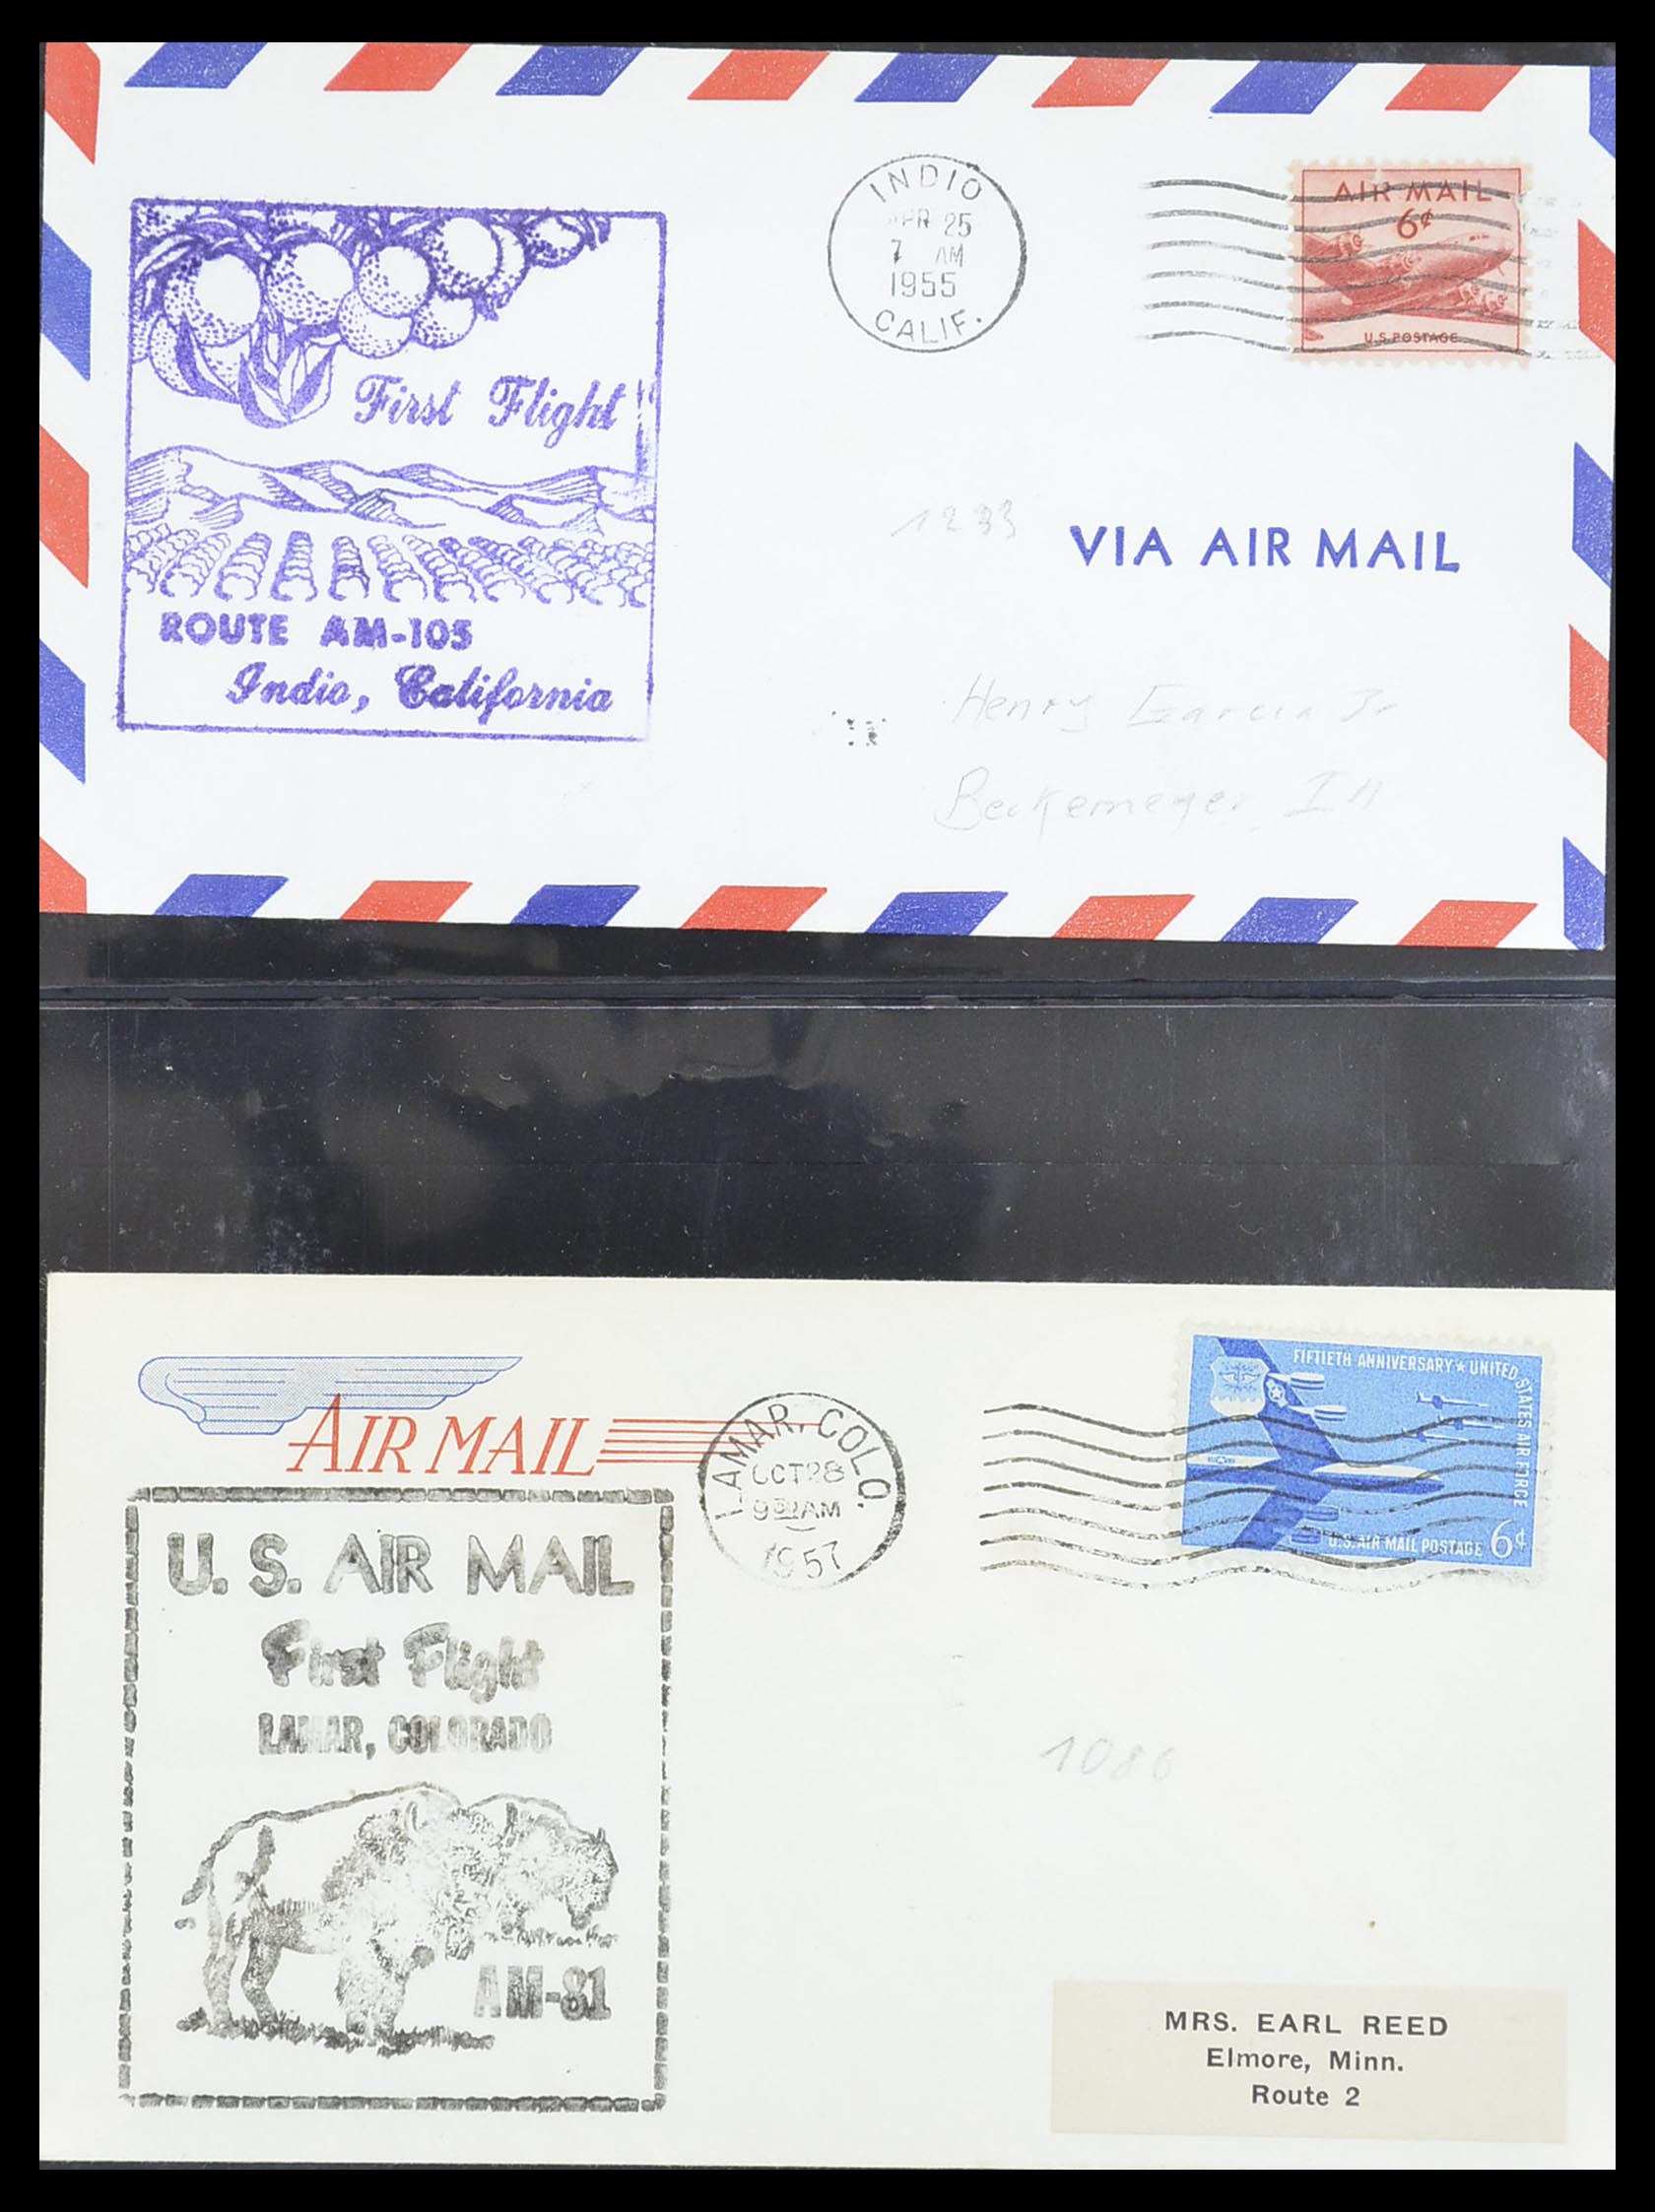 INDIO
APR 25
7 AM
1955
CALIF.
AIR MAIL
6¢
U.S. POSTAGE
First Flight
ROUTE AM-105
Indio, California
1233
VIA AIR MAIL
Henry Garcia Jr
Beckemeyer Ill
AIR MAIL
LAMAR, COLO.
OCT 28
9 AM
1957
FIFTIETH ANNIVERSARY ★ UNITED STATES AIR FORCE
U.S. AIR MAIL POSTAGE 6¢
U. S. AIR MAIL
First Flight
LAMAR, COLORADO
AM-81
1086
MRS. EARL REED
Elmore, Minn.
Route 2